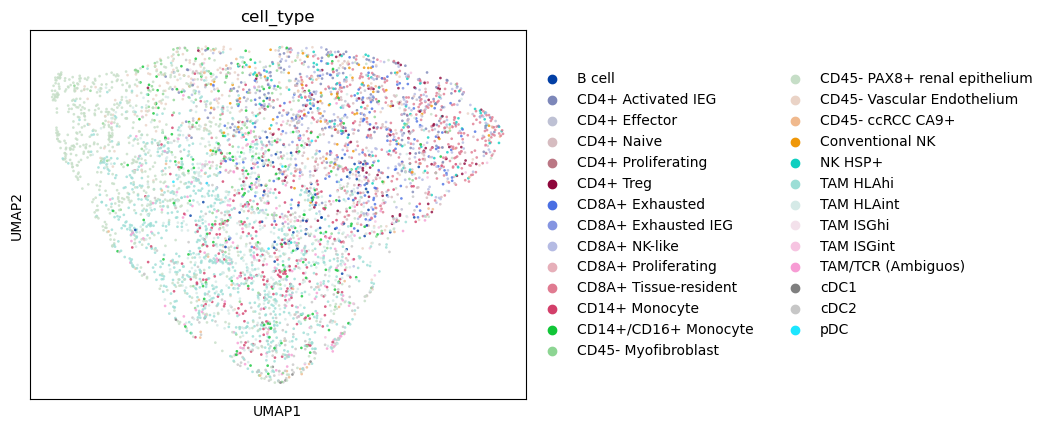 cell_type
UMAP2
UMAP1
B cell
CD4+ Activated IEG
CD4+ Effector
CD4+ Naive
CD4+ Proliferating
CD4+ Treg
CD8A+ Exhausted
CD8A+ Exhausted IEG
CD8A+ NK-like
CD8A+ Proliferating
CD8A+ Tissue-resident
CD14+ Monocyte
CD14+/CD16+ Monocyte
CD45- Myofibroblast
CD45- PAX8+ renal epithelium
CD45- Vascular Endothelium
CD45- ccRCC CA9+
Conventional NK
NK HSP+
TAM HLAhi
TAM HLAint
TAM ISGhi
TAM ISGint
TAM/TCR (Ambiguos)
cDC1
cDC2
pDC